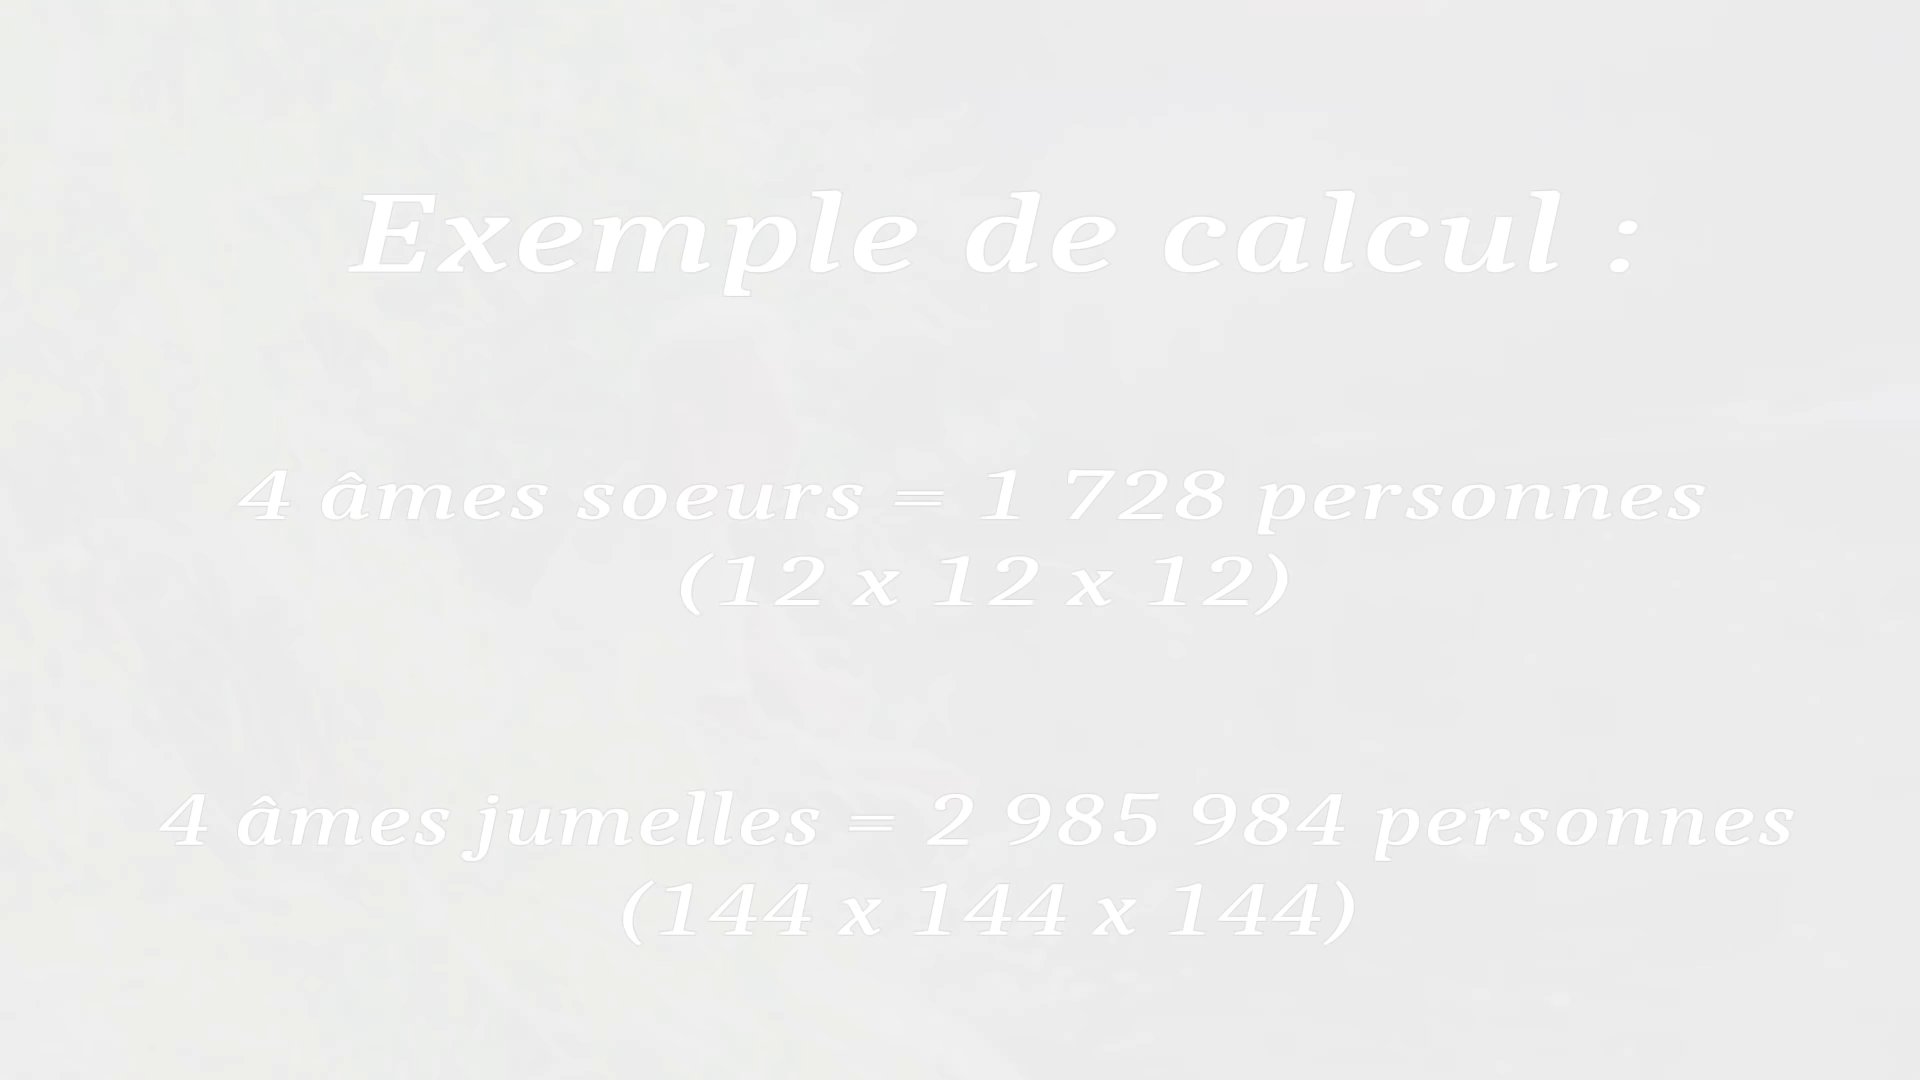 Exemple de calcul :
4 âmes soeurs = 1 728 personnes
(12 x 12 x 12)
4 âmes jumelles = 2 985 984 personnes
(144 x 144 x 144)